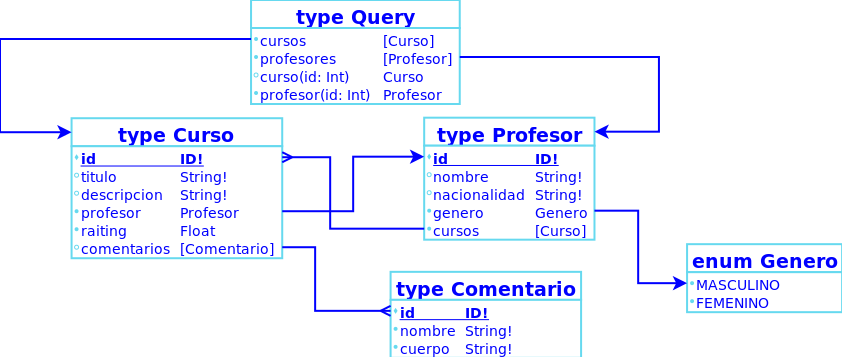 type Query
cursos [Curso]
profesores [Profesor]
curso(id: Int) Curso
profesor(id: Int) Profesor
type Curso
id ID!
titulo String!
descripcion String!
profesor Profesor
raiting Float
comentarios [Comentario]
type Profesor
id ID!
nombre String!
nacionalidad String!
genero Genero
cursos [Curso]
enum Genero
MASCULINO
FEMENINO
type Comentario
id ID!
nombre String!
cuerpo String!